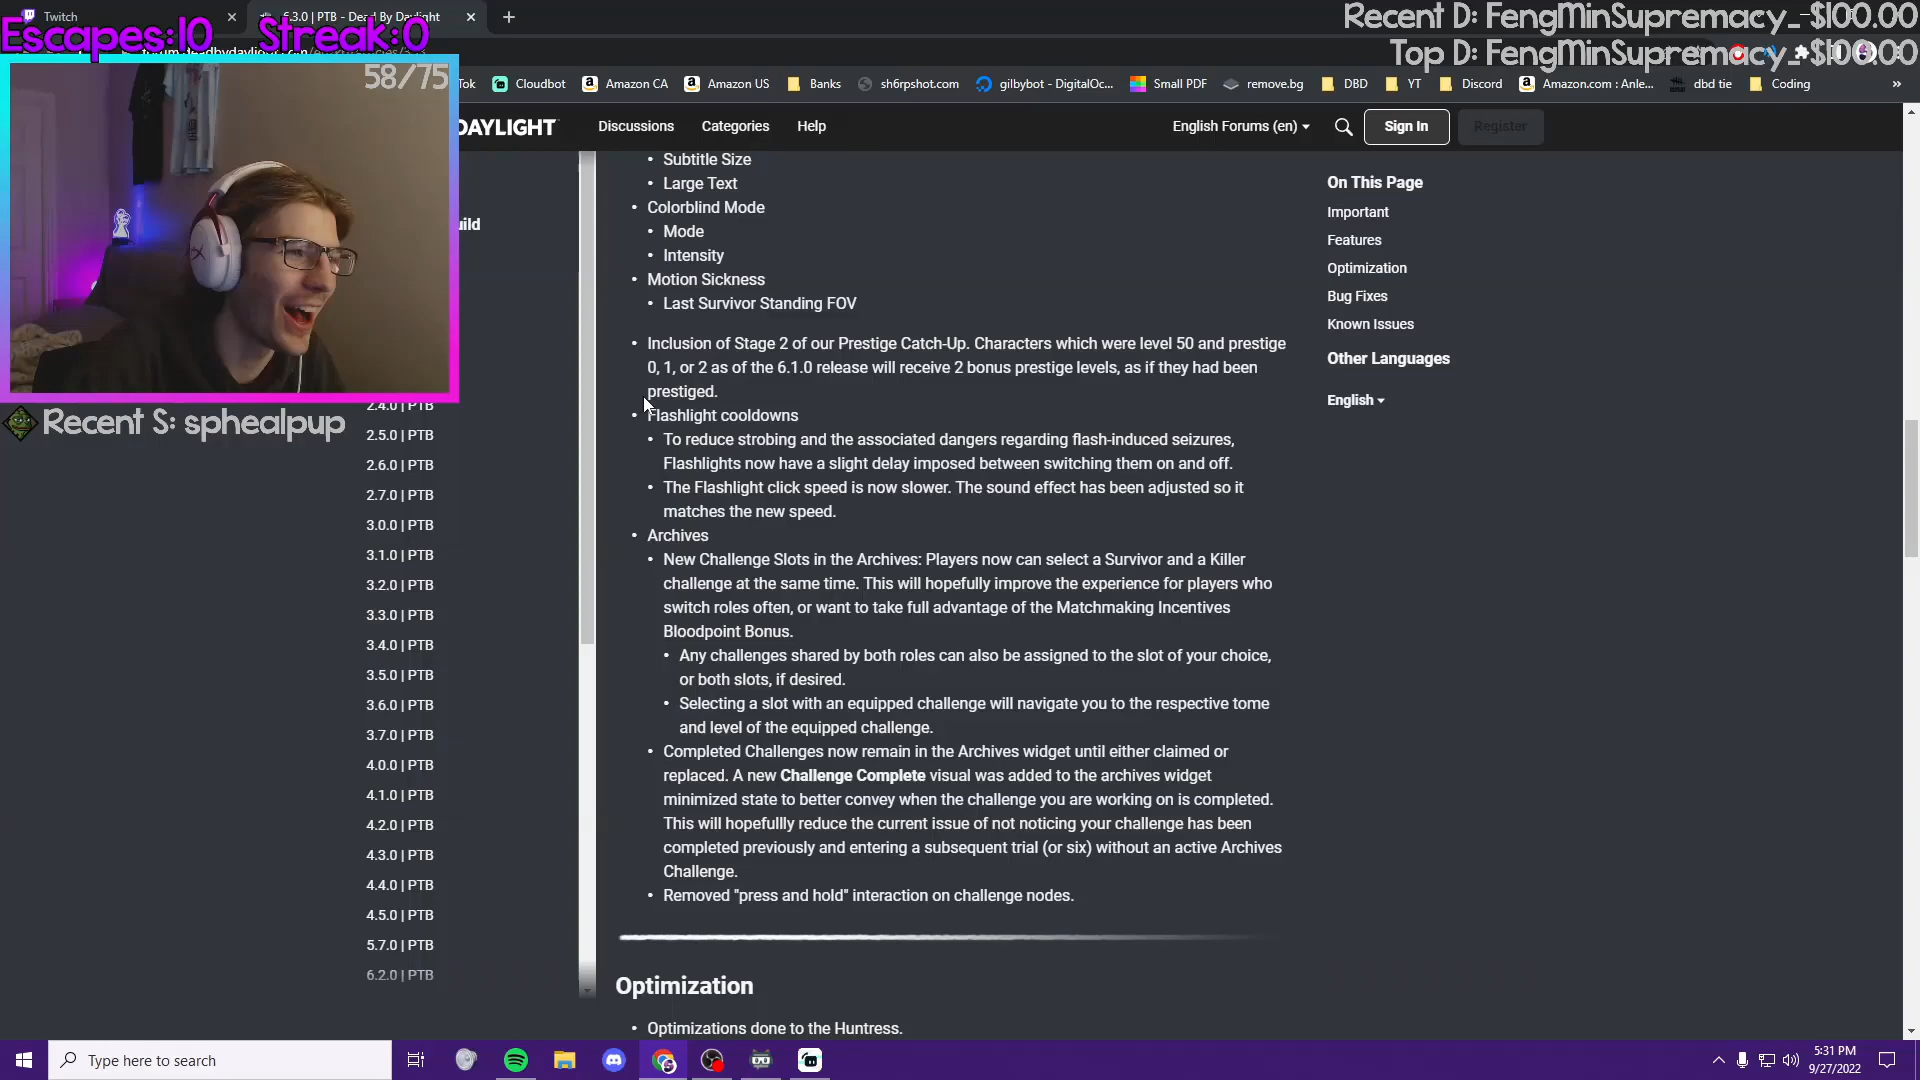 Twitch
6.3.0 | PTB - Dead By Daylight
Escapes:10
Streak:0
58/75
Recent D: FengMinSupremacy_ $100.00
Top D: FengMinSupremacy_ $100.00
Tok
Cloudbot
Amazon CA
Amazon US
Banks
sh6rpshot.com
gilbybot - DigitalOc...
Small PDF
remove.bg
DBD
YT
Discord
Amazon.com : Anle...
dbd tie
Coding
»
DAYLIGHT
Discussions
Categories
Help
English Forums (en)
Sign In
Register
uild
Recent S: sphealpup
2.4.0 | PTB
2.5.0 | PTB
2.6.0 | PTB
2.7.0 | PTB
3.0.0 | PTB
3.1.0 | PTB
3.2.0 | PTB
3.3.0 | PTB
3.4.0 | PTB
3.5.0 | PTB
3.6.0 | PTB
3.7.0 | PTB
4.0.0 | PTB
4.1.0 | PTB
4.2.0 | PTB
4.3.0 | PTB
4.4.0 | PTB
4.5.0 | PTB
5.7.0 | PTB
6.2.0 | PTB
• Subtitle Size
• Large Text
• Colorblind Mode
• Mode
• Intensity
• Motion Sickness
• Last Survivor Standing FOV
• Inclusion of Stage 2 of our Prestige Catch-Up. Characters which were level 50 and prestige
0, 1, or 2 as of the 6.1.0 release will receive 2 bonus prestige levels, as if they had been
prestiged.
• Flashlight cooldowns
• To reduce strobing and the associated dangers regarding flash-induced seizures,
Flashlights now have a slight delay imposed between switching them on and off.
• The Flashlight click speed is now slower. The sound effect has been adjusted so it
matches the new speed.
• Archives
• New Challenge Slots in the Archives: Players now can select a Survivor and a Killer
challenge at the same time. This will hopefully improve the experience for players who
switch roles often, or want to take full advantage of the Matchmaking Incentives
Bloodpoint Bonus.
• Any challenges shared by both roles can also be assigned to the slot of your choice,
or both slots, if desired.
• Selecting a slot with an equipped challenge will navigate you to the respective tome
and level of the equipped challenge.
• Completed Challenges now remain in the Archives widget until either claimed or
replaced. A new Challenge Complete visual was added to the archives widget
minimized state to better convey when the challenge you are working on is completed.
This will hopefullly reduce the current issue of not noticing your challenge has been
completed previously and entering a subsequent trial (or six) without an active Archives
Challenge.
• Removed "press and hold" interaction on challenge nodes.
Optimization
• Optimizations done to the Huntress.
On This Page
Important
Features
Optimization
Bug Fixes
Known Issues
Other Languages
English
Type here to search
5:31 PM
9/27/2022